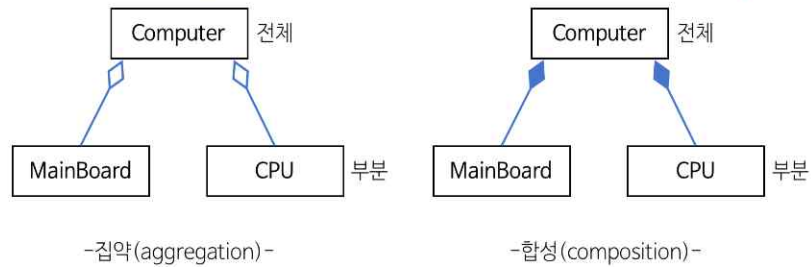 Computer 전체 Computer 전체
MainBoard CPU 부분 MainBoard CPU 부분
-집약(aggregation)- -합성(composition)-